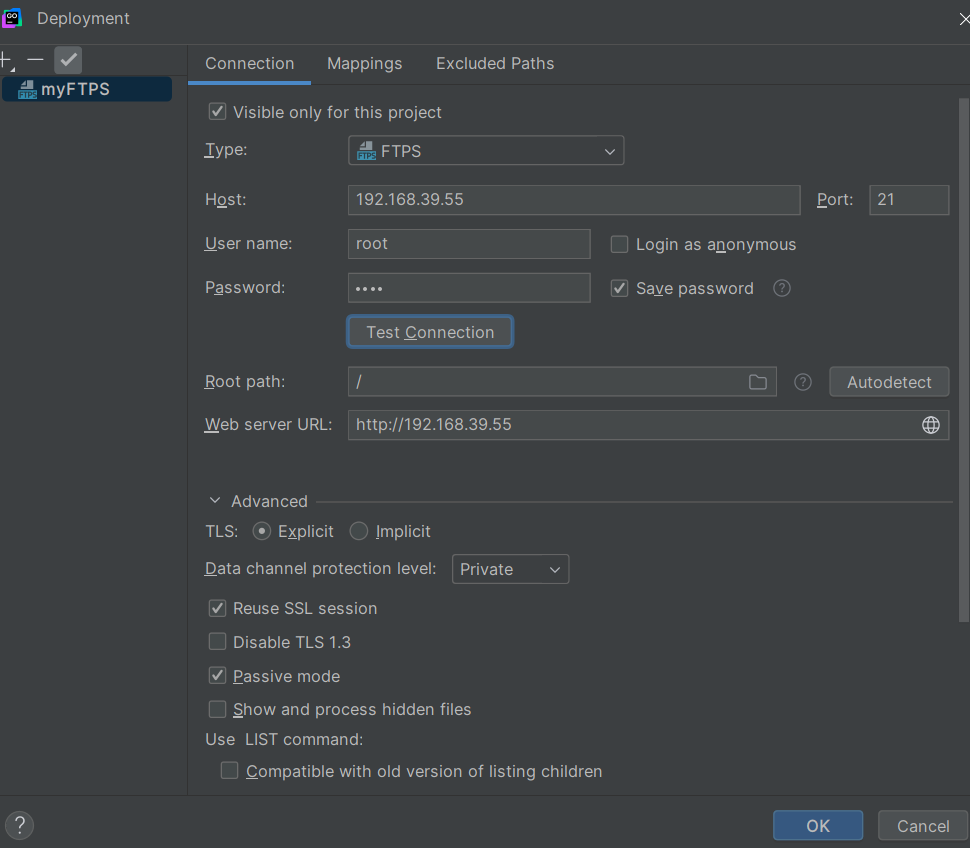 Deployment
myFTPS
Connection Mappings Excluded Paths
Visible only for this project
Type: FTPS
Host: 192.168.39.55 Port: 21
User name: root Login as anonymous
Password: •••• Save password ?
Test Connection
Root path: / ? Autodetect
Web server URL: http://192.168.39.55
Advanced
TLS: Explicit Implicit
Data channel protection level: Private
Reuse SSL session
Disable TLS 1.3
Passive mode
Show and process hidden files
Use LIST command:
Compatible with old version of listing children
? OK Cancel